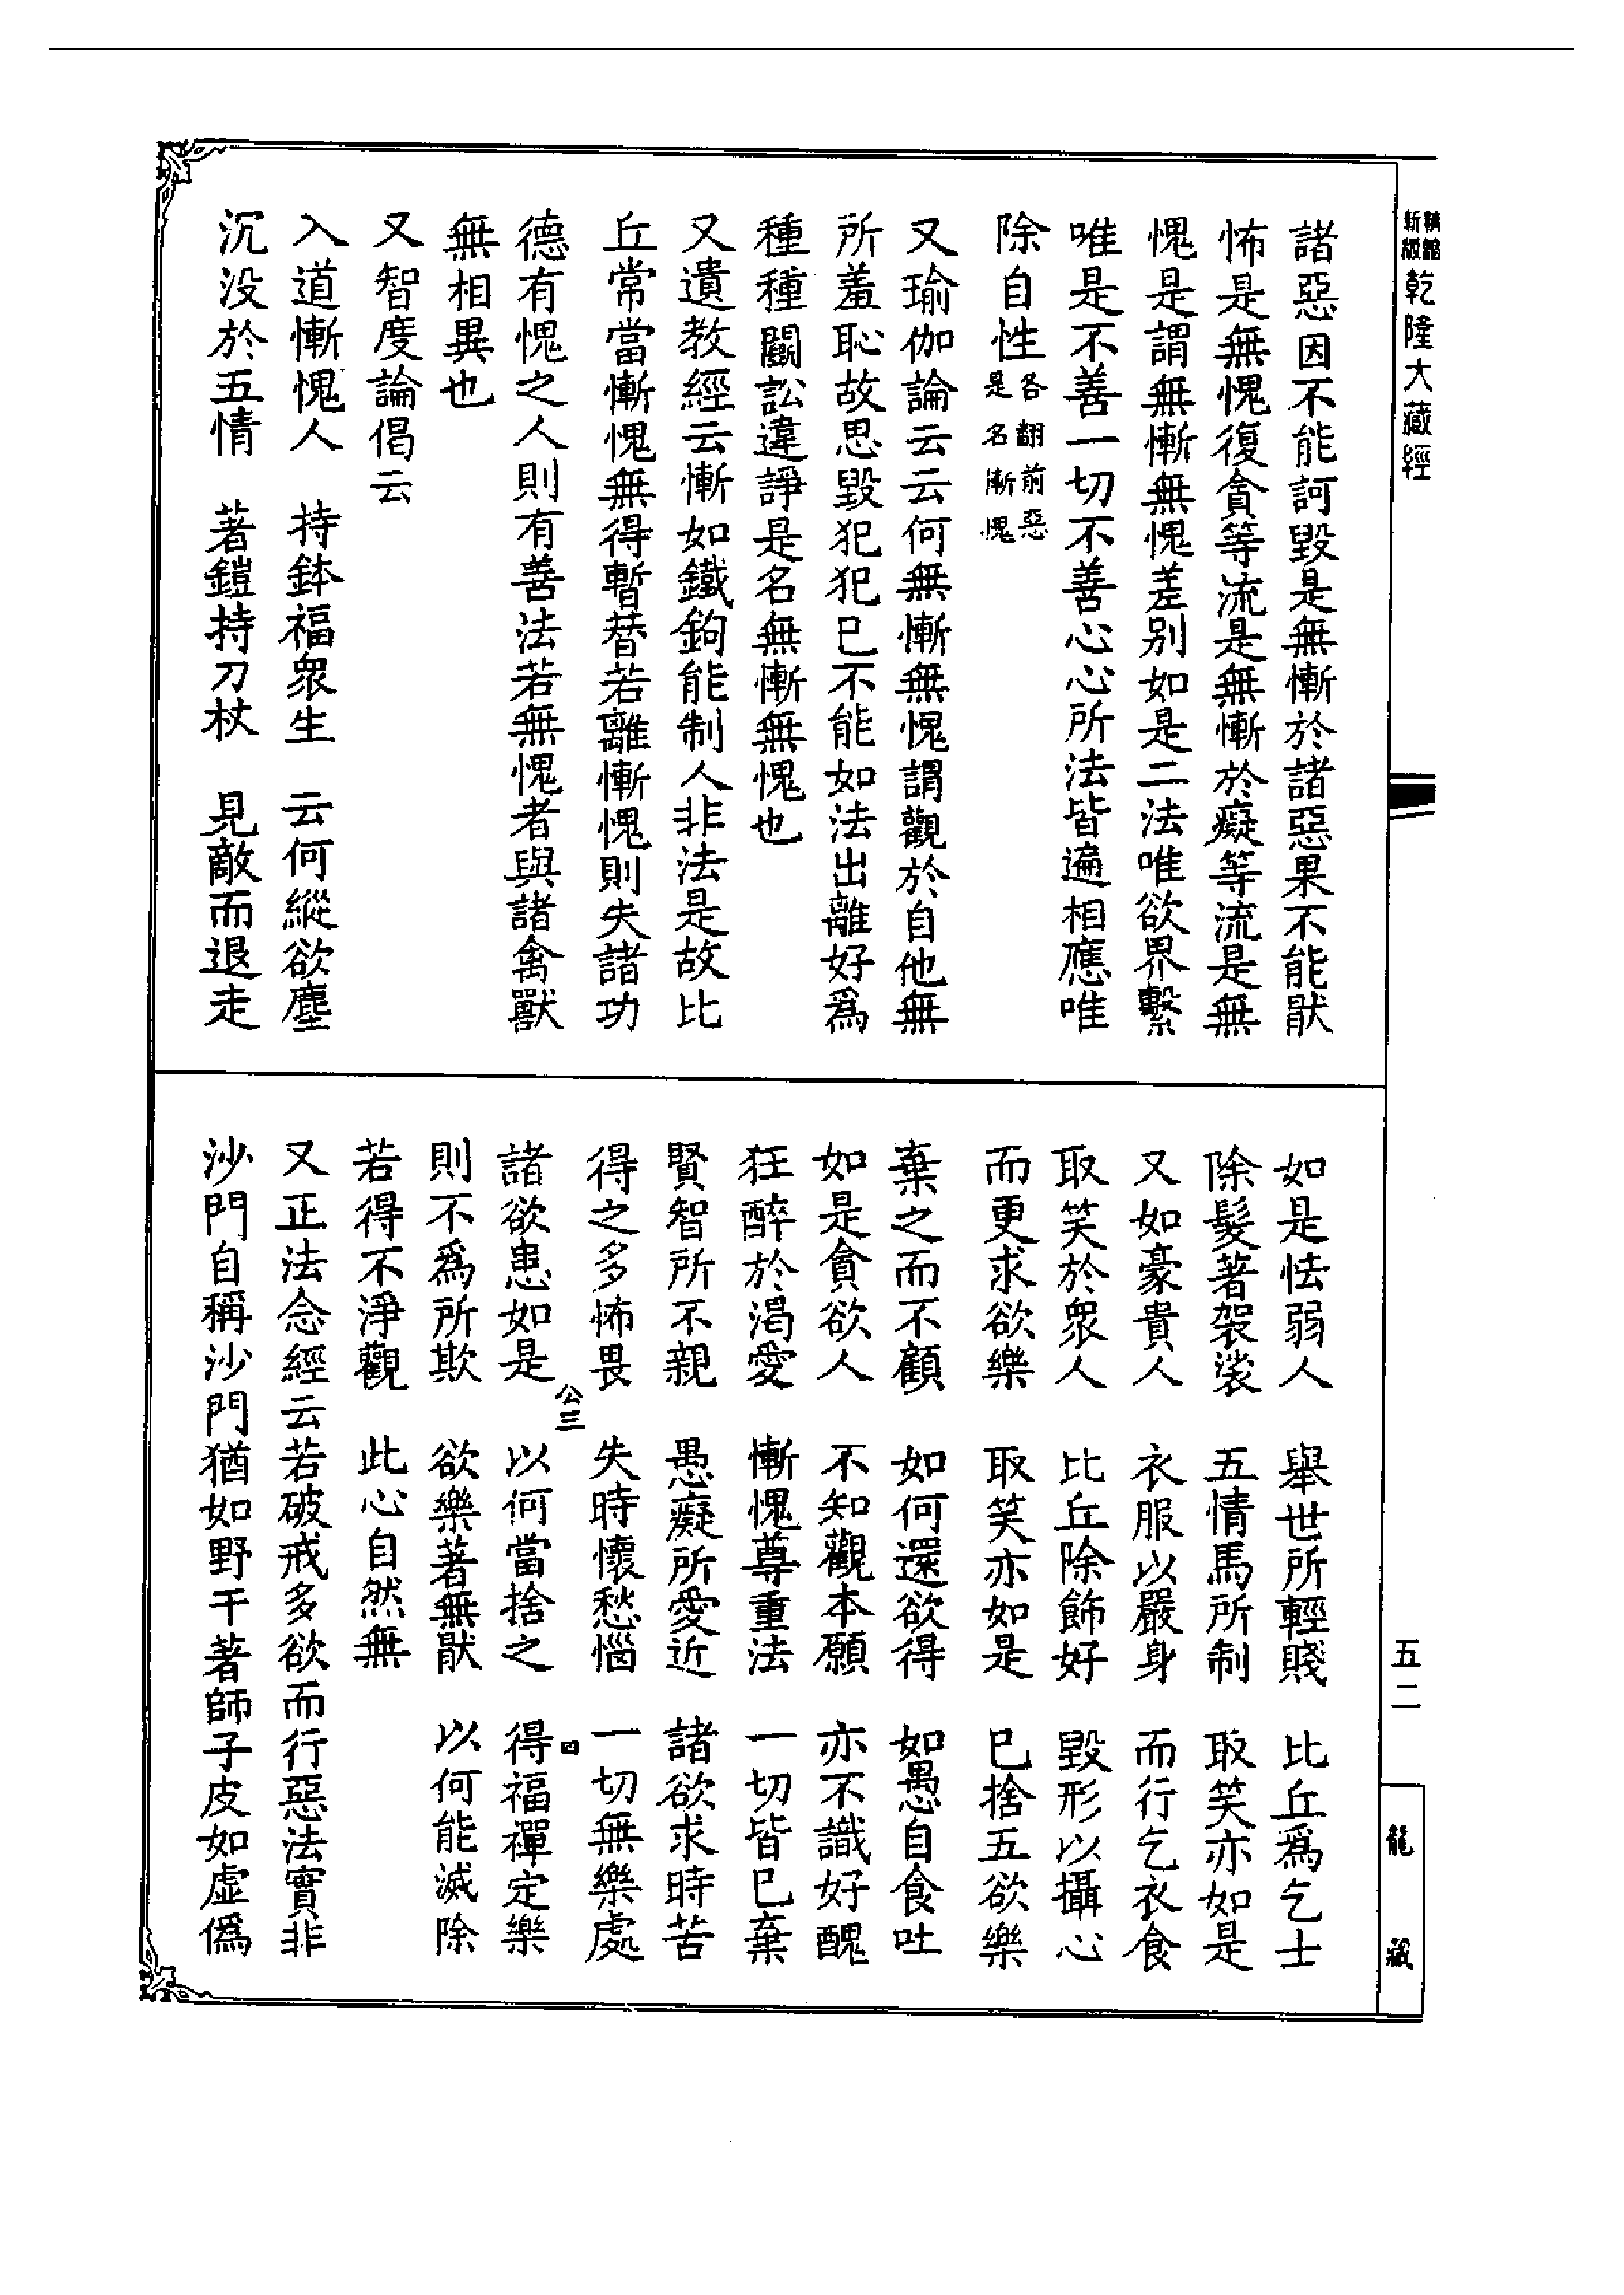 新編縮版乾隆大藏經
諸惡因不能訶毀是無慚於諸惡果不能猒
怖是無愧復貪等流是無慚於癡等流是無
愧是謂無慚無愧差別如是二法唯欲界繫
唯是不善一切不善心心所法皆遍相應唯
除自性各翻前惡是名慚愧
又瑜伽論云云何無慚無愧謂觀於自他無
所羞恥故思毀犯犯已不能如法出離好為
種種鬬訟違諍是名無慚無愧也
又遺教經云慚如鐵鉤能制人非法是故比
丘常當慚愧無得暫替若離慚愧則失諸功
德有愧之人則有善法若無愧者與諸禽獸
無相異也
又智度論偈云
入道慚愧人　持鉢福眾生　云何縱欲塵
沉没於五情　著鎧持刀杖　見敵而退走
如是怯弱人　舉世所輕賤　比丘為乞士
除髮著袈裟　五情馬所制　取笑亦如是
又如豪貴人　衣服以嚴身　而行乞衣食
取笑於眾人　比丘除飾好　毀形以攝心
而更求欲樂　取笑亦如是　已捨五欲樂
棄之而不顧　如何還欲得　如愚自食吐
如是貪欲人　不知觀本願　亦不識好醜
狂醉於渴愛　慚愧尊重法　一切皆已棄
賢智所不親　愚癡所愛近　諸欲求時苦
得之多怖畏　失時懷愁惱　一切無樂處
公三　四
諸欲患如是　以何當捨之　得福禪定樂
則不為所欺　欲樂著無猒　以何能滅除
若得不淨觀　此心自然無
又正法念經云若破戒多欲而行惡法實非
沙門自稱沙門猶如野干著師子皮如虛偽
五二
龍藏